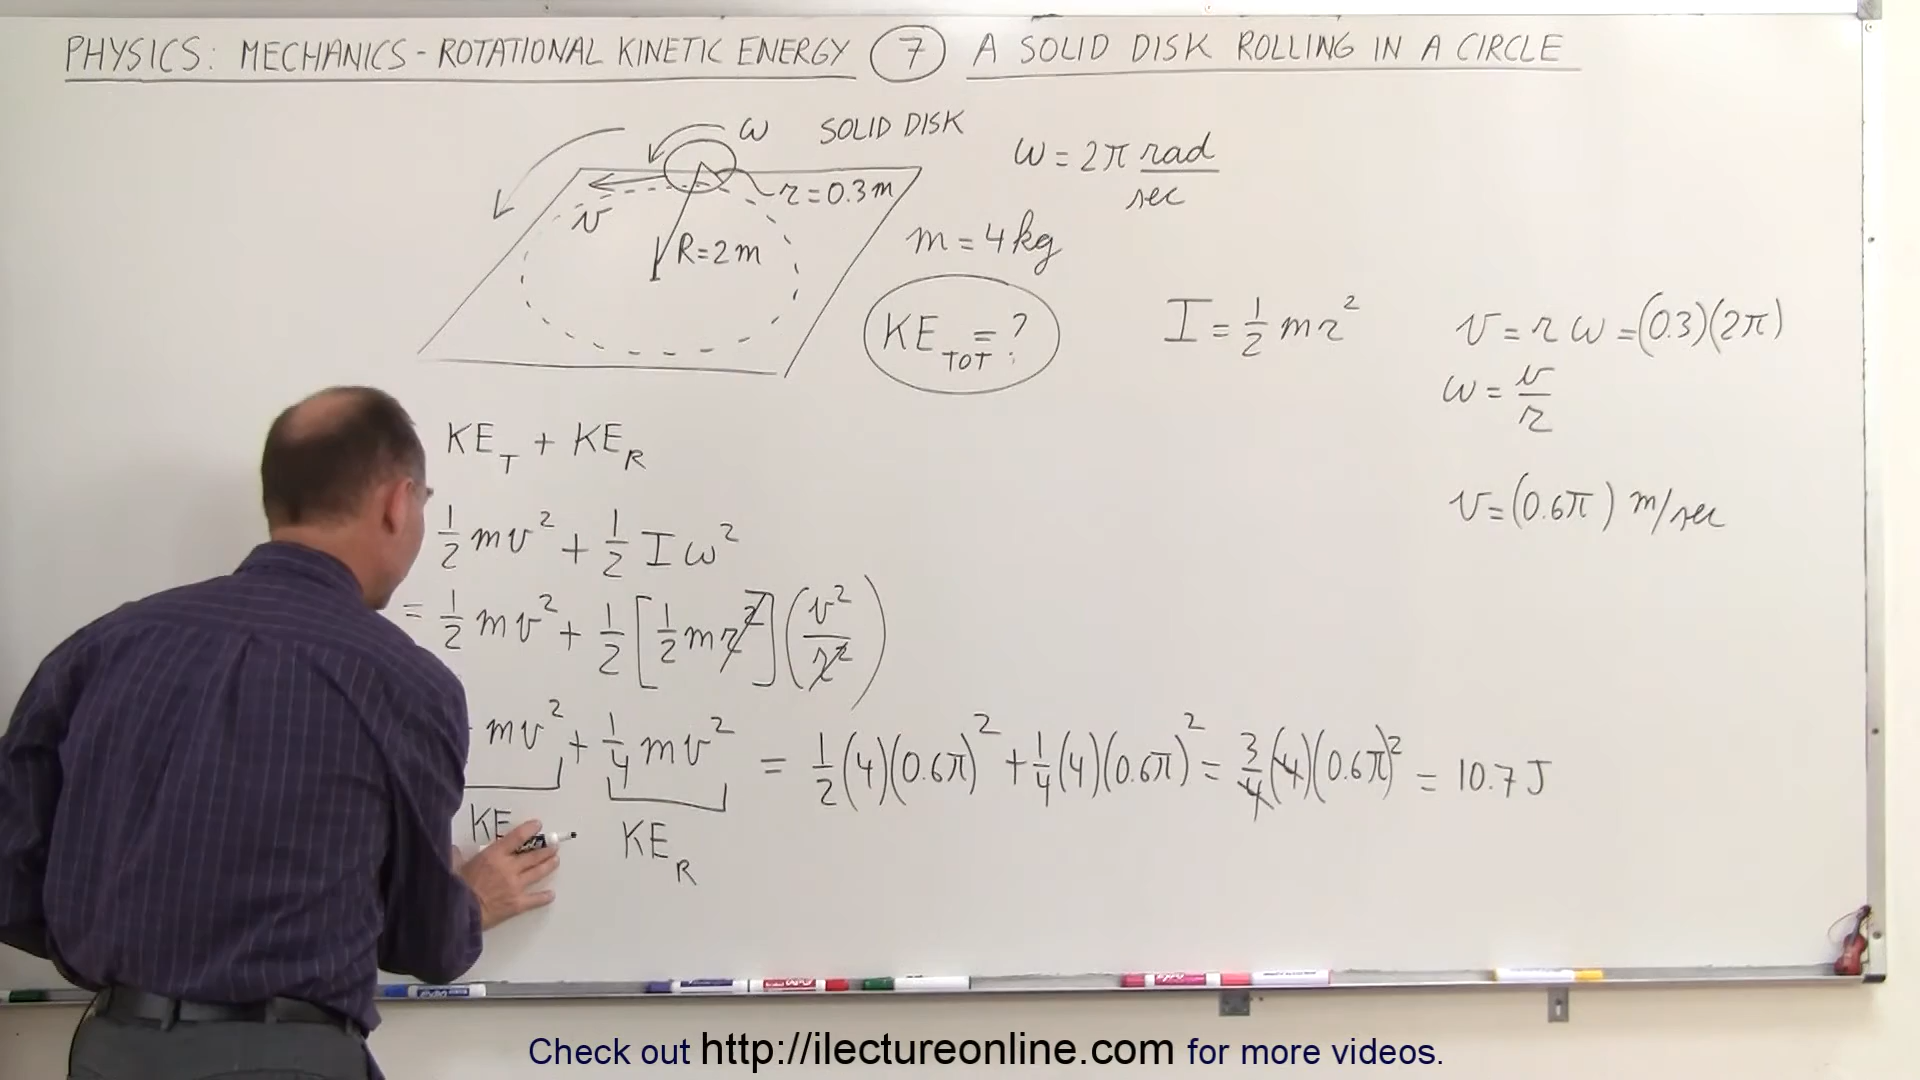 PHYSICS: MECHANICS - ROTATIONAL KINETIC ENERGY 7 A SOLID DISK ROLLING IN A CIRCLE
ω SOLID DISK
ω = 2π rad/sec
v
r = 0.3 m
R = 2 m
m = 4 kg
KE_TOT = ?
I = 1/2 m r²
v = r ω = (0.3)(2π)
ω = v/r
v = (0.6π) m/sec
KE_T + KE_R
1/2 m v² + 1/2 I ω²
= 1/2 m v² + 1/2 [1/2 m r²] (v²/r²)
m v² + 1/4 m v² = 1/2 (4)(0.6π)² + 1/4 (4)(0.6π)² = 3/4 (4)(0.6π)² = 10.7 J
KE
KE_R
Check out http://ilectureonline.com for more videos.